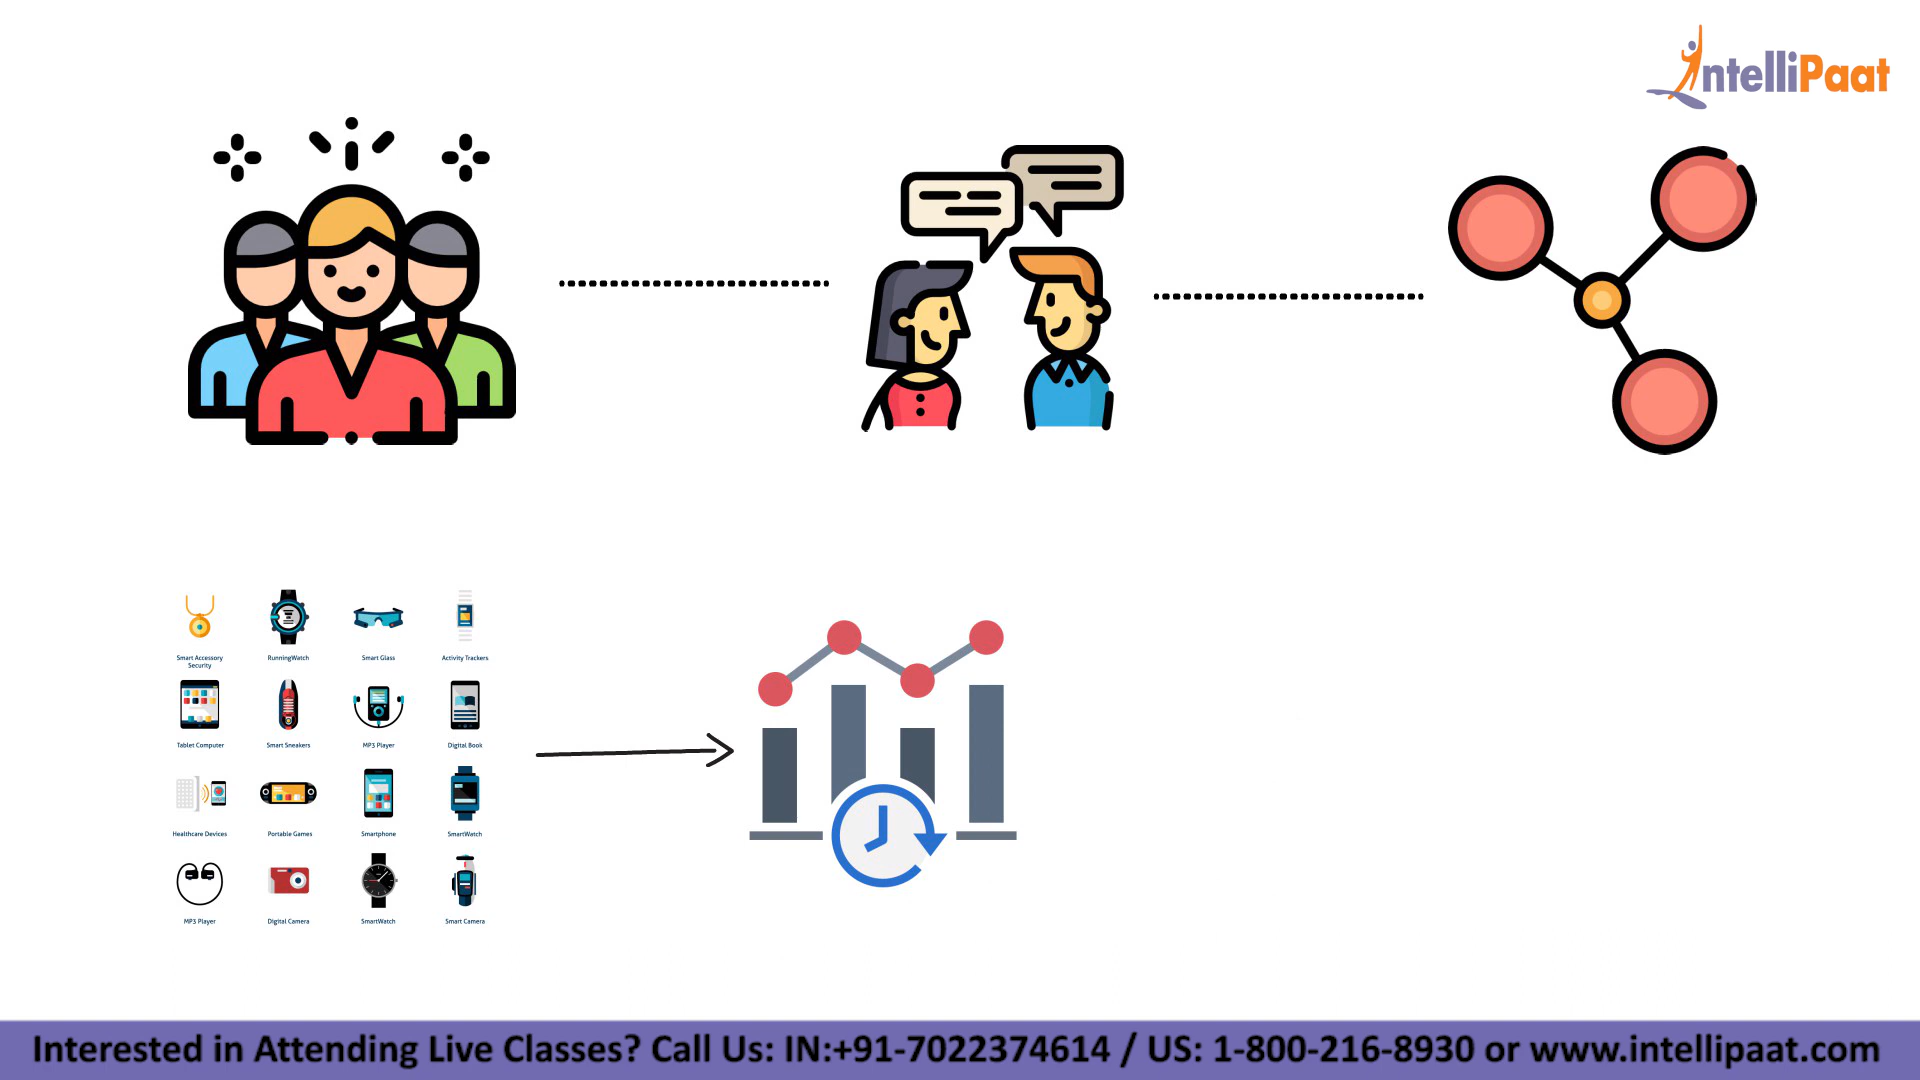 IntelliPaat
Smart Accessory
Security
RunningWatch
Smart Glass
Activity Trackers
Tablet Computer
Smart Sneakers
MP3 Player
Digital Book
Healthcare Devices
Portable Games
Smartphone
SmartWatch
MP3 Player
Digital Camera
SmartWatch
Smart Camera
Interested in Attending Live Classes? Call Us: IN:+91-7022374614 / US: 1-800-216-8930 or www.intellipaat.com